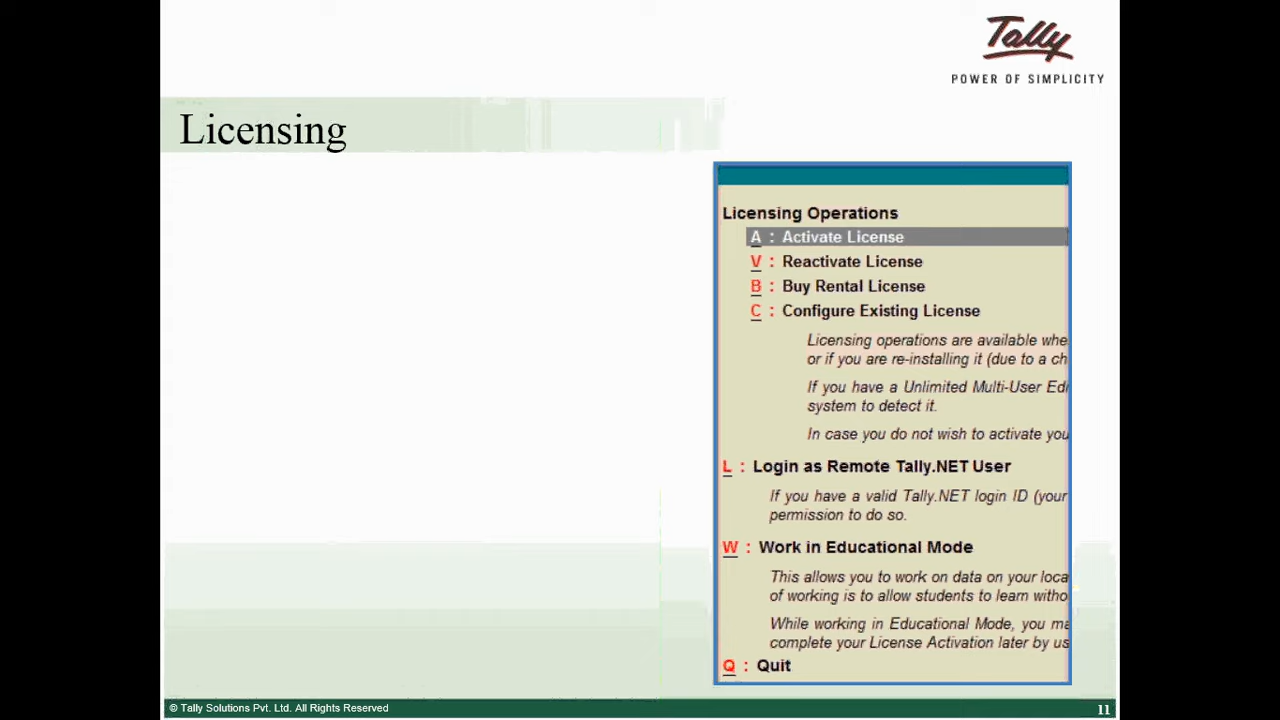 Tally
POWER OF SIMPLICITY
Licensing
Licensing Operations
A : Activate License
V : Reactivate License
B : Buy Rental License
C : Configure Existing License
Licensing operations are available whe
or if you are re-installing it (due to a ch
If you have a Unlimited Multi-User Edi
system to detect it.
In case you do not wish to activate you
L : Login as Remote Tally.NET User
If you have a valid Tally.NET login ID (your
permission to do so.
W : Work in Educational Mode
This allows you to work on data on your loca
of working is to allow students to learn witho
While working in Educational Mode, you ma
complete your License Activation later by us
Q : Quit
© Tally Solutions Pvt. Ltd. All Rights Reserved
11